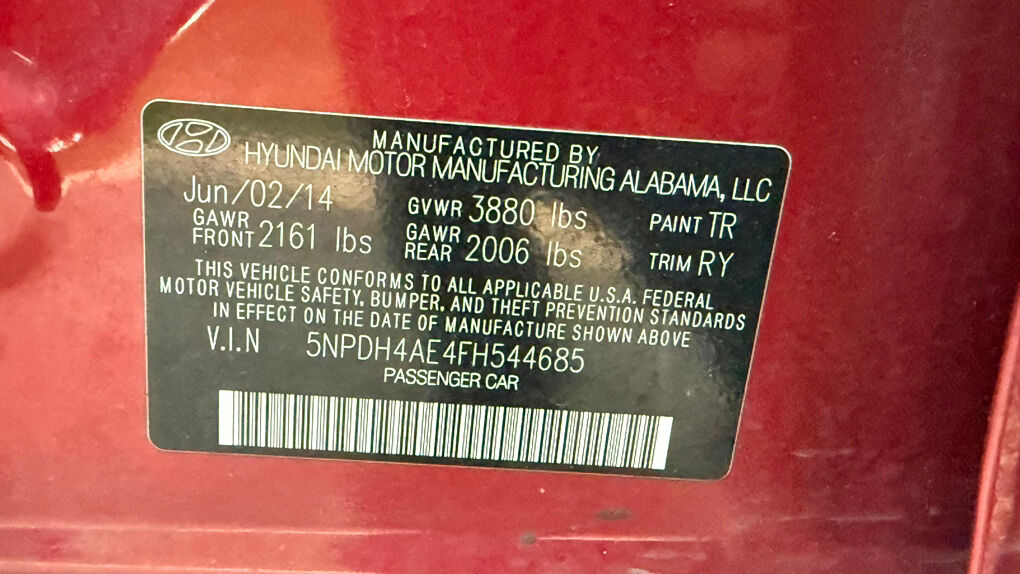 MANUFACTURED BY
HYUNDAI MOTOR MANUFACTURING ALABAMA, LLC
Jun/02/14 GVWR 3880 lbs PAINT TR
GAWR FRONT 2161 lbs GAWR REAR 2006 lbs TRIM RY
THIS VEHICLE CONFORMS TO ALL APPLICABLE U.S.A. FEDERAL
MOTOR VEHICLE SAFETY, BUMPER, AND THEFT PREVENTION STANDARDS
IN EFFECT ON THE DATE OF MANUFACTURE SHOWN ABOVE
V.I.N 5NPDH4AE4FH544685
PASSENGER CAR